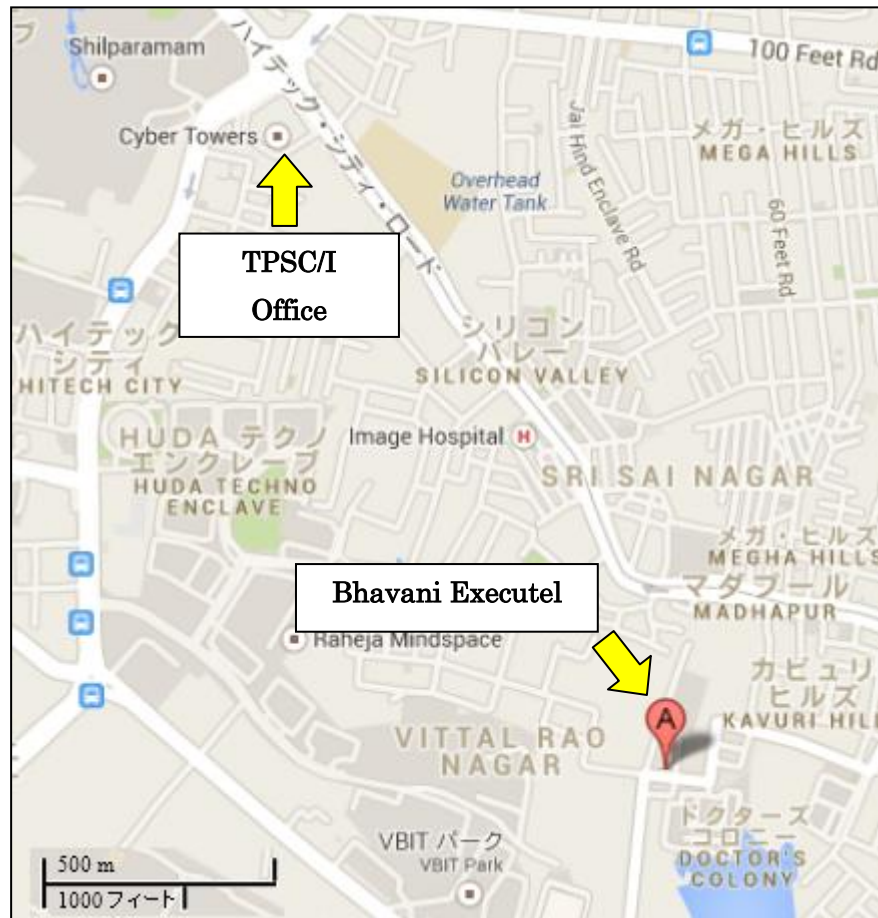 Shilparamam
100 Feet Rd
ハイテック・シティ・ロード
Cyber Towers
Jai Hind Enclave Rd
メガ・ヒルズ
MEGA HILLS
Overhead
Water Tank
60 Feet Rd
TPSC/I
Office
ハイテック
シティ
HITECH CITY
シリコン
バレー
SILICON VALLEY
Image Hospital
H
HUDA テクノ
エンクレーブ
HUDA TECHNO
ENCLAVE
SRI SAI NAGAR
メガ・ヒルズ
MEGHA HILLS
Bhavani Executel
マダプール
MADHAPUR
Raheja Mindspace
カビュリ
ヒルズ
KAVURI HILL
A
VITTAL RAO
NAGAR
ドクターズ
コロニー
DOCTOR'S
COLONY
VBIT パーク
VBIT Park
500 m
1000 フィート